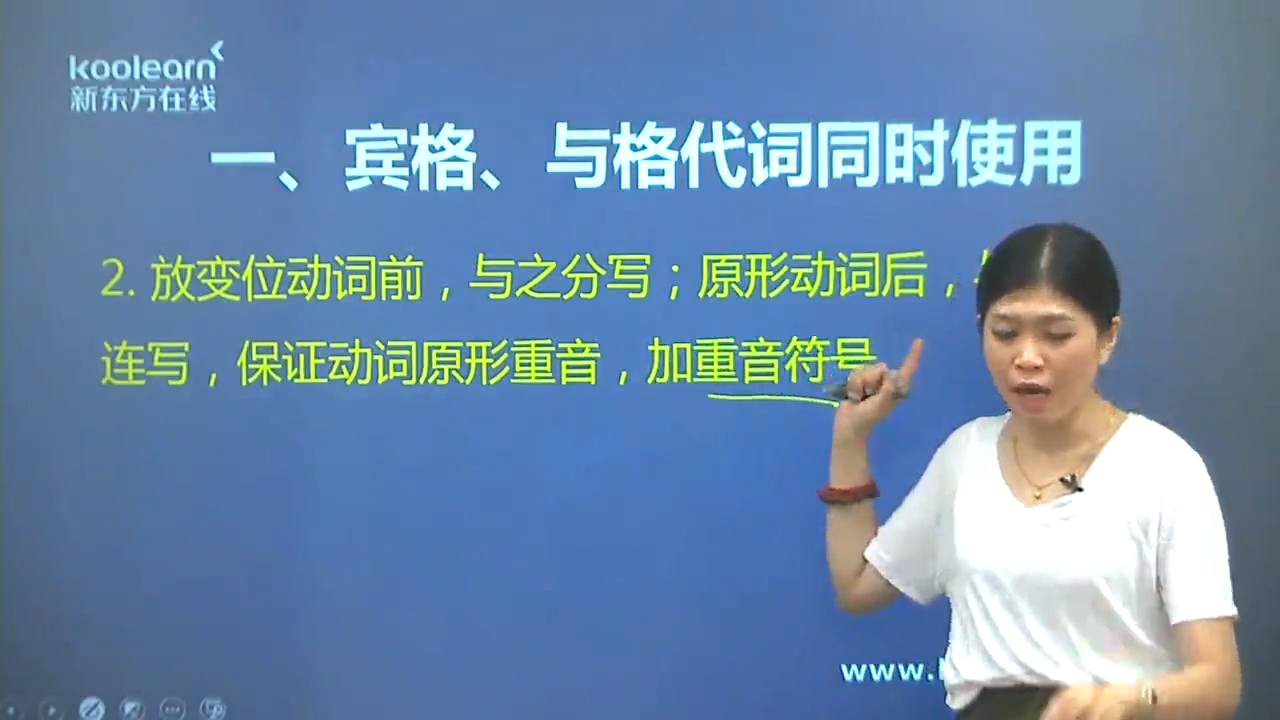 koolearn
新东方在线
一、宾格、与格代词同时使用
2. 放变位动词前，与之分写；原形动词后，
连写，保证动词原形重音，加重音符号
www.